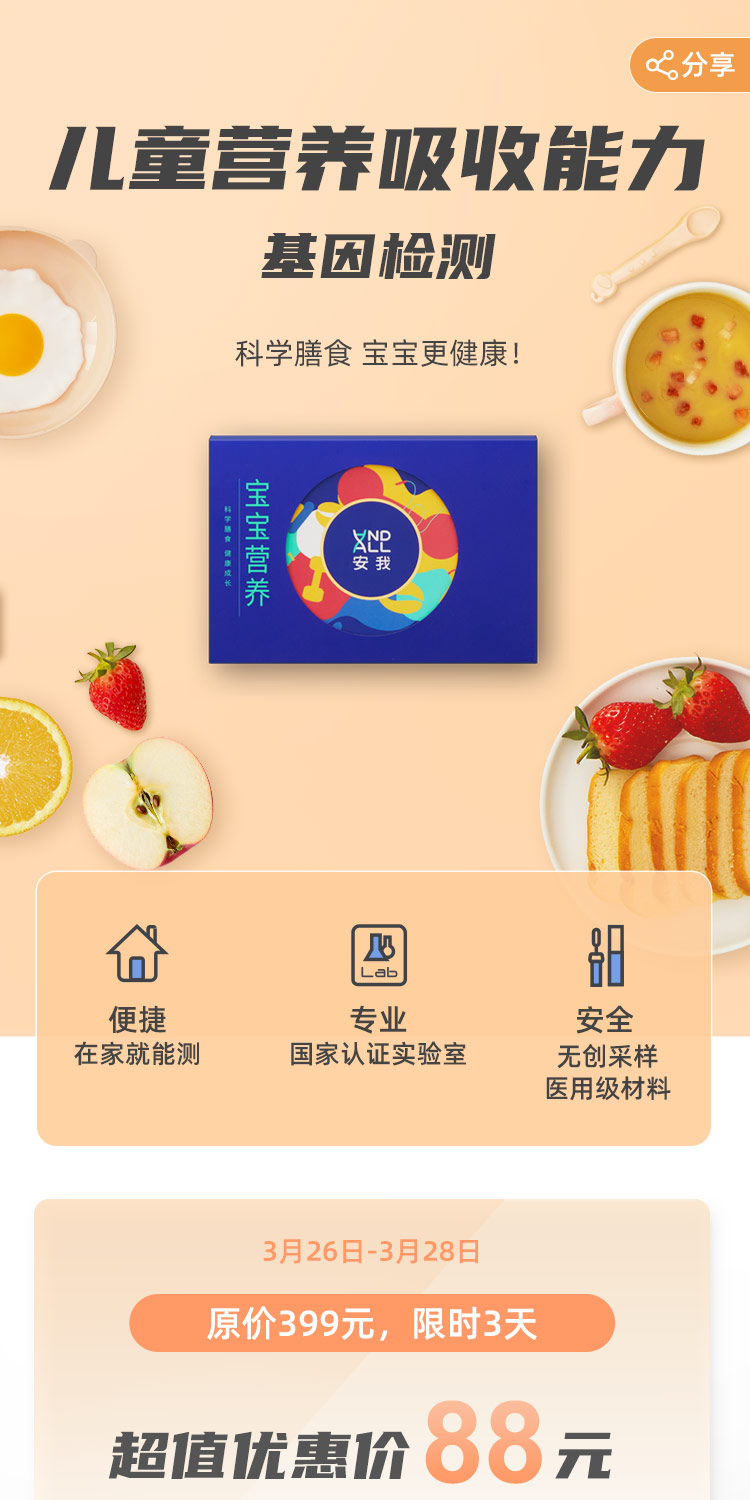 分享
儿童营养吸收能力
基因检测
科学膳食 宝宝更健康！
宝宝营养
科学膳食 健康成长
AND
ALL
安我
Lab
便捷
在家就能测
专业
国家认证实验室
安全
无创采样
医用级材料
3月26日-3月28日
原价399元，限时3天
超值优惠价88元